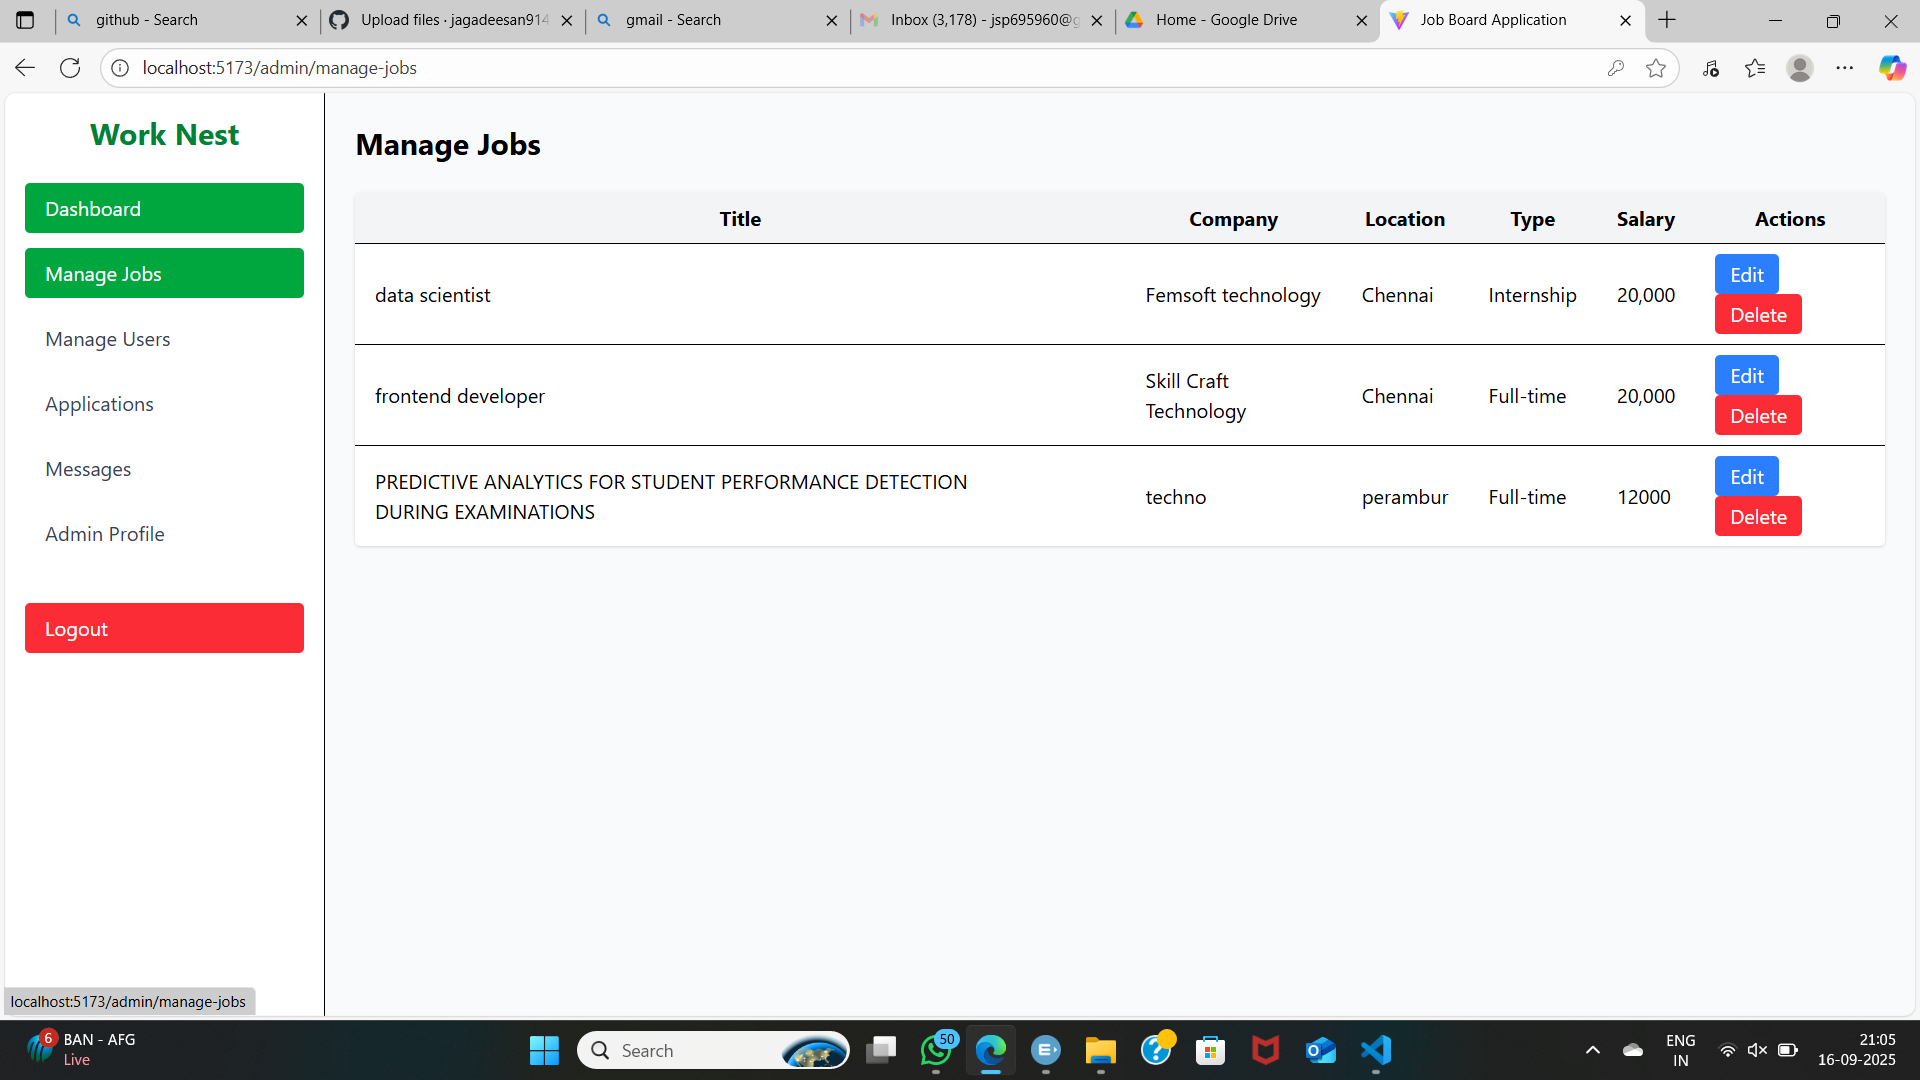 github - Search
Upload files · jagadeesan914
gmail - Search
Inbox (3,178) - jsp695960@g
Home - Google Drive
Job Board Application
localhost:5173/admin/manage-jobs
Work Nest
Dashboard
Manage Jobs
Manage Users
Applications
Messages
Admin Profile
Logout
Manage Jobs
Title Company Location Type Salary Actions
data scientist Femsoft technology Chennai Internship 20,000 Edit
Delete
frontend developer Skill Craft
Technology Chennai Full-time 20,000 Edit
Delete
PREDICTIVE ANALYTICS FOR STUDENT PERFORMANCE DETECTION
DURING EXAMINATIONS techno perambur Full-time 12000 Edit
Delete
localhost:5173/admin/manage-jobs
6 BAN - AFG
Live
Search
50
ENG
IN
21:05
16-09-2025